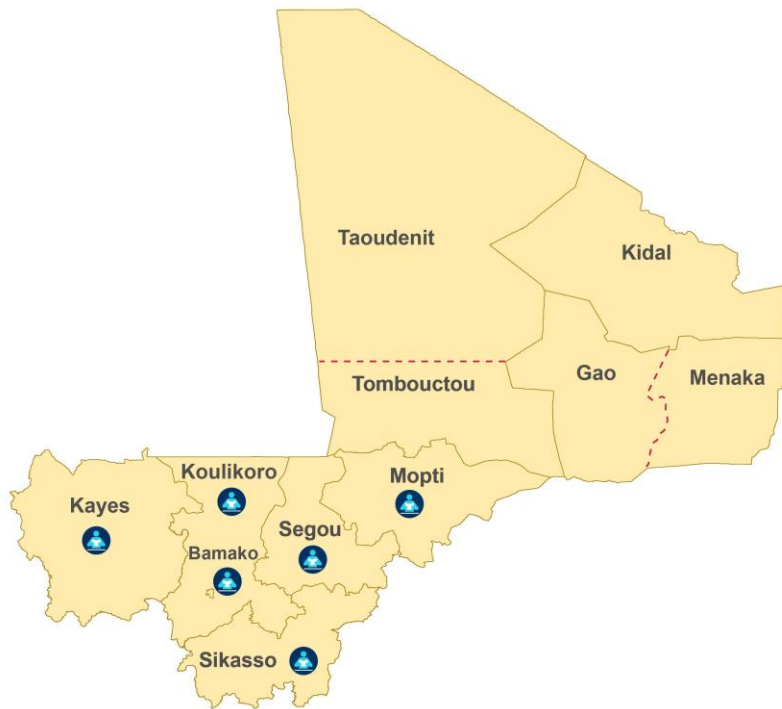 Taoudenit
Kidal
Tombouctou
Gao
Menaka
Koulikoro
Mopti
Kayes
Segou
Bamako
Sikasso